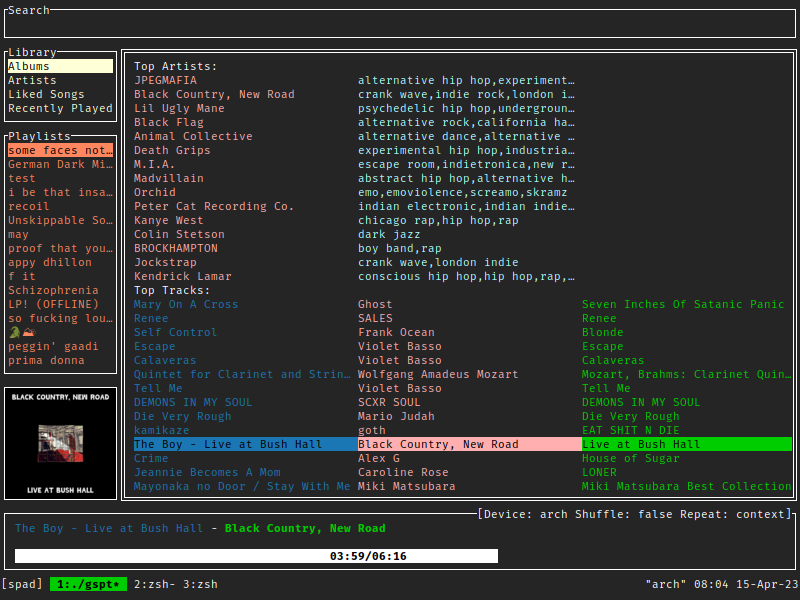 Search
Library
Albums
Artists
Liked Songs
Recently Played
Playlists
some faces not…
German Dark Mi…
test
i be that insa…
recoil
Unskippable So…
may
proof that you…
appy dhillon
f it
Schizophrenia
LP! (OFFLINE)
so fucking lou…
🐊🌋
peggin' gaadi
prima donna
BLACK COUNTRY, NEW ROAD
LIVE AT BUSH HALL
Top Artists:
JPEGMAFIA alternative hip hop,experiment…
Black Country, New Road crank wave,indie rock,london i…
Lil Ugly Mane psychedelic hip hop,undergroun…
Black Flag alternative rock,california ha…
Animal Collective alternative dance,alternative …
Death Grips experimental hip hop,industria…
M.I.A. escape room,indietronica,new r…
Madvillain abstract hip hop,alternative h…
Orchid emo,emoviolence,screamo,skramz
Peter Cat Recording Co. indian electronic,indian indie…
Kanye West chicago rap,hip hop,rap
Colin Stetson dark jazz
BROCKHAMPTON boy band,rap
Jockstrap crank wave,london indie
Kendrick Lamar conscious hip hop,hip hop,rap,…
Top Tracks:
Mary On A Cross Ghost Seven Inches Of Satanic Panic
Renee SALES Renee
Self Control Frank Ocean Blonde
Escape Violet Basso Escape
Calaveras Violet Basso Calaveras
Quintet for Clarinet and Strin… Wolfgang Amadeus Mozart Mozart, Brahms: Clarinet Quin…
Tell Me Violet Basso Tell Me
DEMONS IN MY SOUL SCXR SOUL DEMONS IN MY SOUL
Die Very Rough Mario Judah Die Very Rough
kamikaze goth EAT SHIT N DIE
The Boy - Live at Bush Hall Black Country, New Road Live at Bush Hall
Crime Alex G House of Sugar
Jeannie Becomes A Mom Caroline Rose LONER
Mayonaka no Door / Stay With Me Miki Matsubara Miki Matsubara Best Collection
[Device: arch Shuffle: false Repeat: context]
The Boy - Live at Bush Hall - Black Country, New Road
03:59/06:16
[spad] 1:./gspt* 2:zsh- 3:zsh "arch" 08:04 15-Apr-23